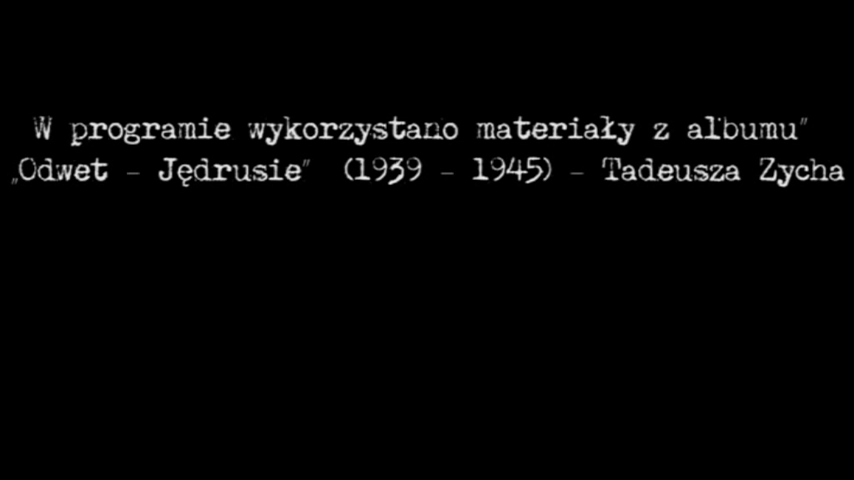 W programie wykorzystano materiały z albumu"
„Odwet – Jędrusie" (1939 – 1945) – Tadeusza Zycha